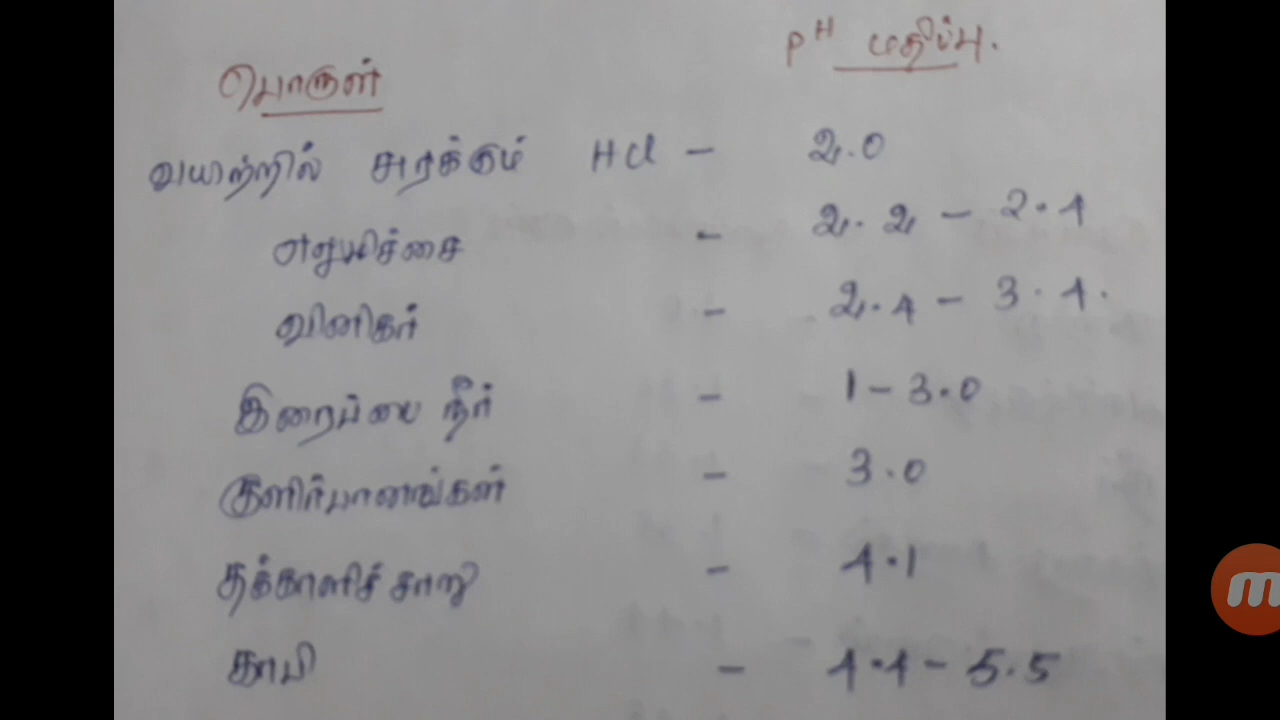 பொருள் pH மதிப்பு.
வயிற்றில் சுரக்கும் HCl - 2.0
எலுமிச்சை - 2.2 - 2.4
வினிகர் - 2.4 - 3.4.
இரைப்பை நீர் - 1 - 3.0
குளிர்பானங்கள் - 3.0
தக்காளிச்சாறு - 4.1
காபி - 4.4 - 5.5
m